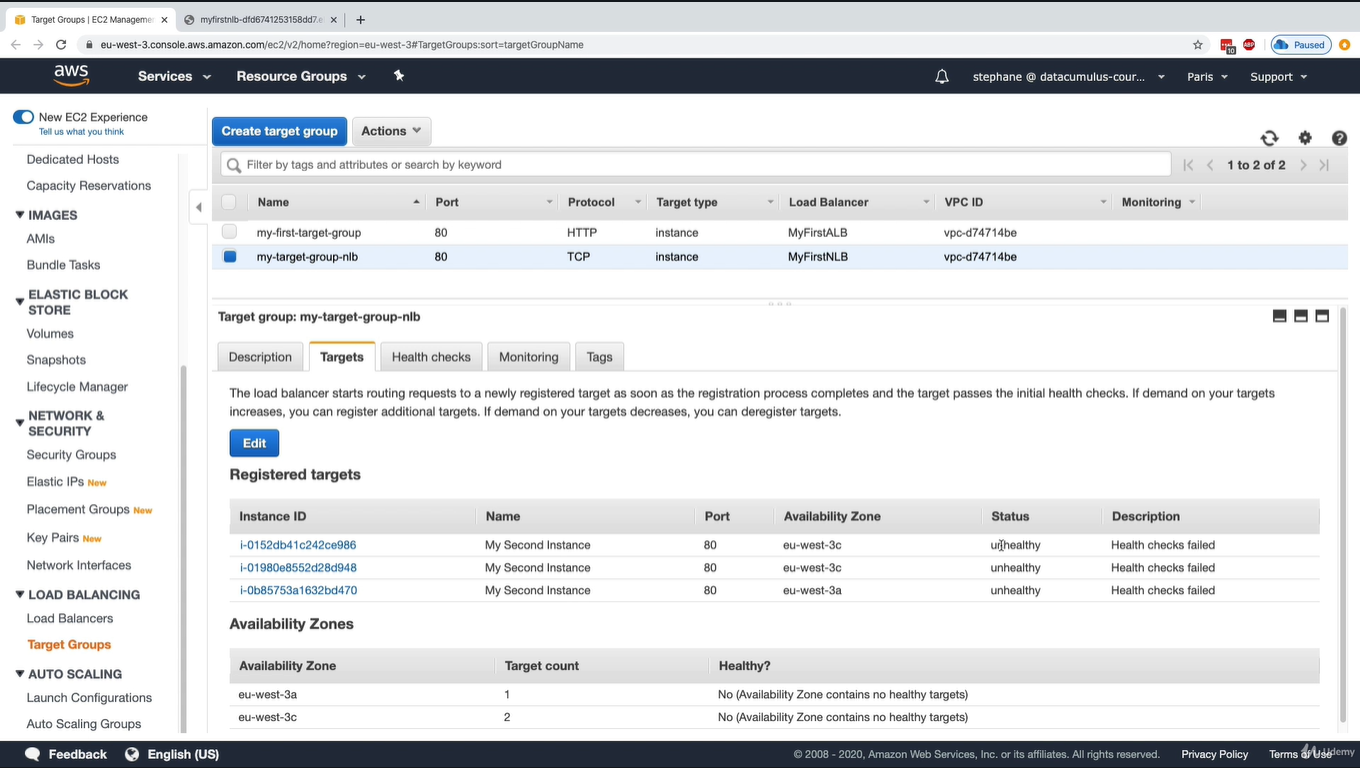 Target Groups | EC2 Manageme
myfirstnlb-dfd6741253158dd7.e
eu-west-3.console.aws.amazon.com/ec2/v2/home?region=eu-west-3#TargetGroups:sort=targetGroupName
10
ABP
Paused
aws
Services
Resource Groups
stephane @ datacumulus-cour...
Paris
Support
New EC2 Experience
Tell us what you think
Dedicated Hosts
Capacity Reservations
IMAGES
AMIs
Bundle Tasks
ELASTIC BLOCK
STORE
Volumes
Snapshots
Lifecycle Manager
NETWORK &
SECURITY
Security Groups
Elastic IPs New
Placement Groups New
Key Pairs New
Network Interfaces
LOAD BALANCING
Load Balancers
Target Groups
AUTO SCALING
Launch Configurations
Auto Scaling Groups
Create target group
Actions
Filter by tags and attributes or search by keyword
1 to 2 of 2
Name Port Protocol Target type Load Balancer VPC ID Monitoring
my-first-target-group 80 HTTP instance MyFirstALB vpc-d74714be
my-target-group-nlb 80 TCP instance MyFirstNLB vpc-d74714be
Target group: my-target-group-nlb
Description Targets Health checks Monitoring Tags
The load balancer starts routing requests to a newly registered target as soon as the registration process completes and the target passes the initial health checks. If demand on your targets
increases, you can register additional targets. If demand on your targets decreases, you can deregister targets.
Edit
Registered targets
Instance ID Name Port Availability Zone Status Description
i-0152db41c242ce986 My Second Instance 80 eu-west-3c unhealthy Health checks failed
i-01980e8552d28d948 My Second Instance 80 eu-west-3c unhealthy Health checks failed
i-0b85753a1632bd470 My Second Instance 80 eu-west-3a unhealthy Health checks failed
Availability Zones
Availability Zone Target count Healthy?
eu-west-3a 1 No (Availability Zone contains no healthy targets)
eu-west-3c 2 No (Availability Zone contains no healthy targets)
Feedback
English (US)
© 2008 - 2020, Amazon Web Services, Inc. or its affiliates. All rights reserved.
Privacy Policy
Terms of Use
Udemy